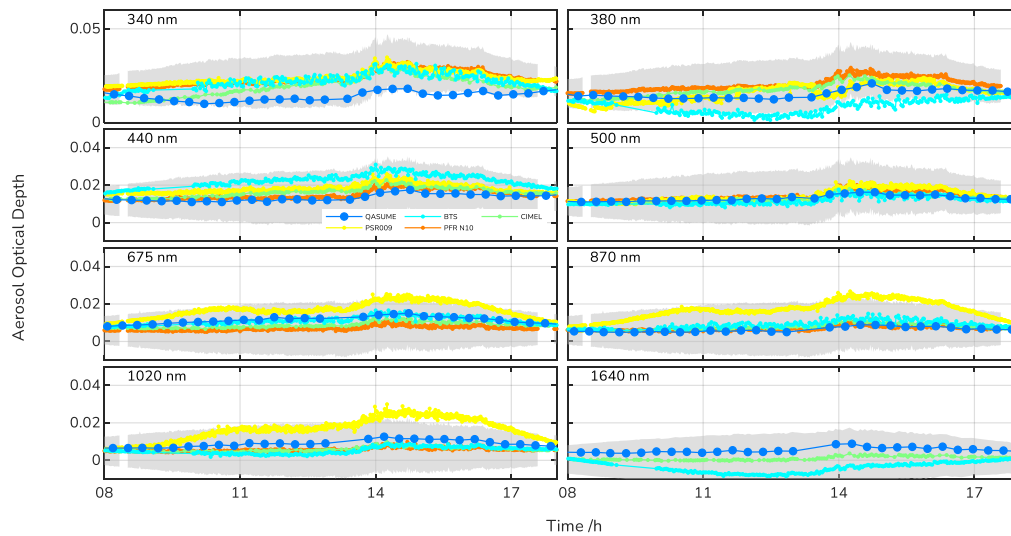 340 nm
380 nm
0.05
0
440 nm
500 nm
0.04
0.02
0
QASUME BTS CIMEL
PSR009 PFR N10
675 nm
870 nm
0.04
0.02
0
1020 nm
1640 nm
0.04
0.02
0
08 11 14 17 08 11 14 17
Aerosol Optical Depth
Time /h